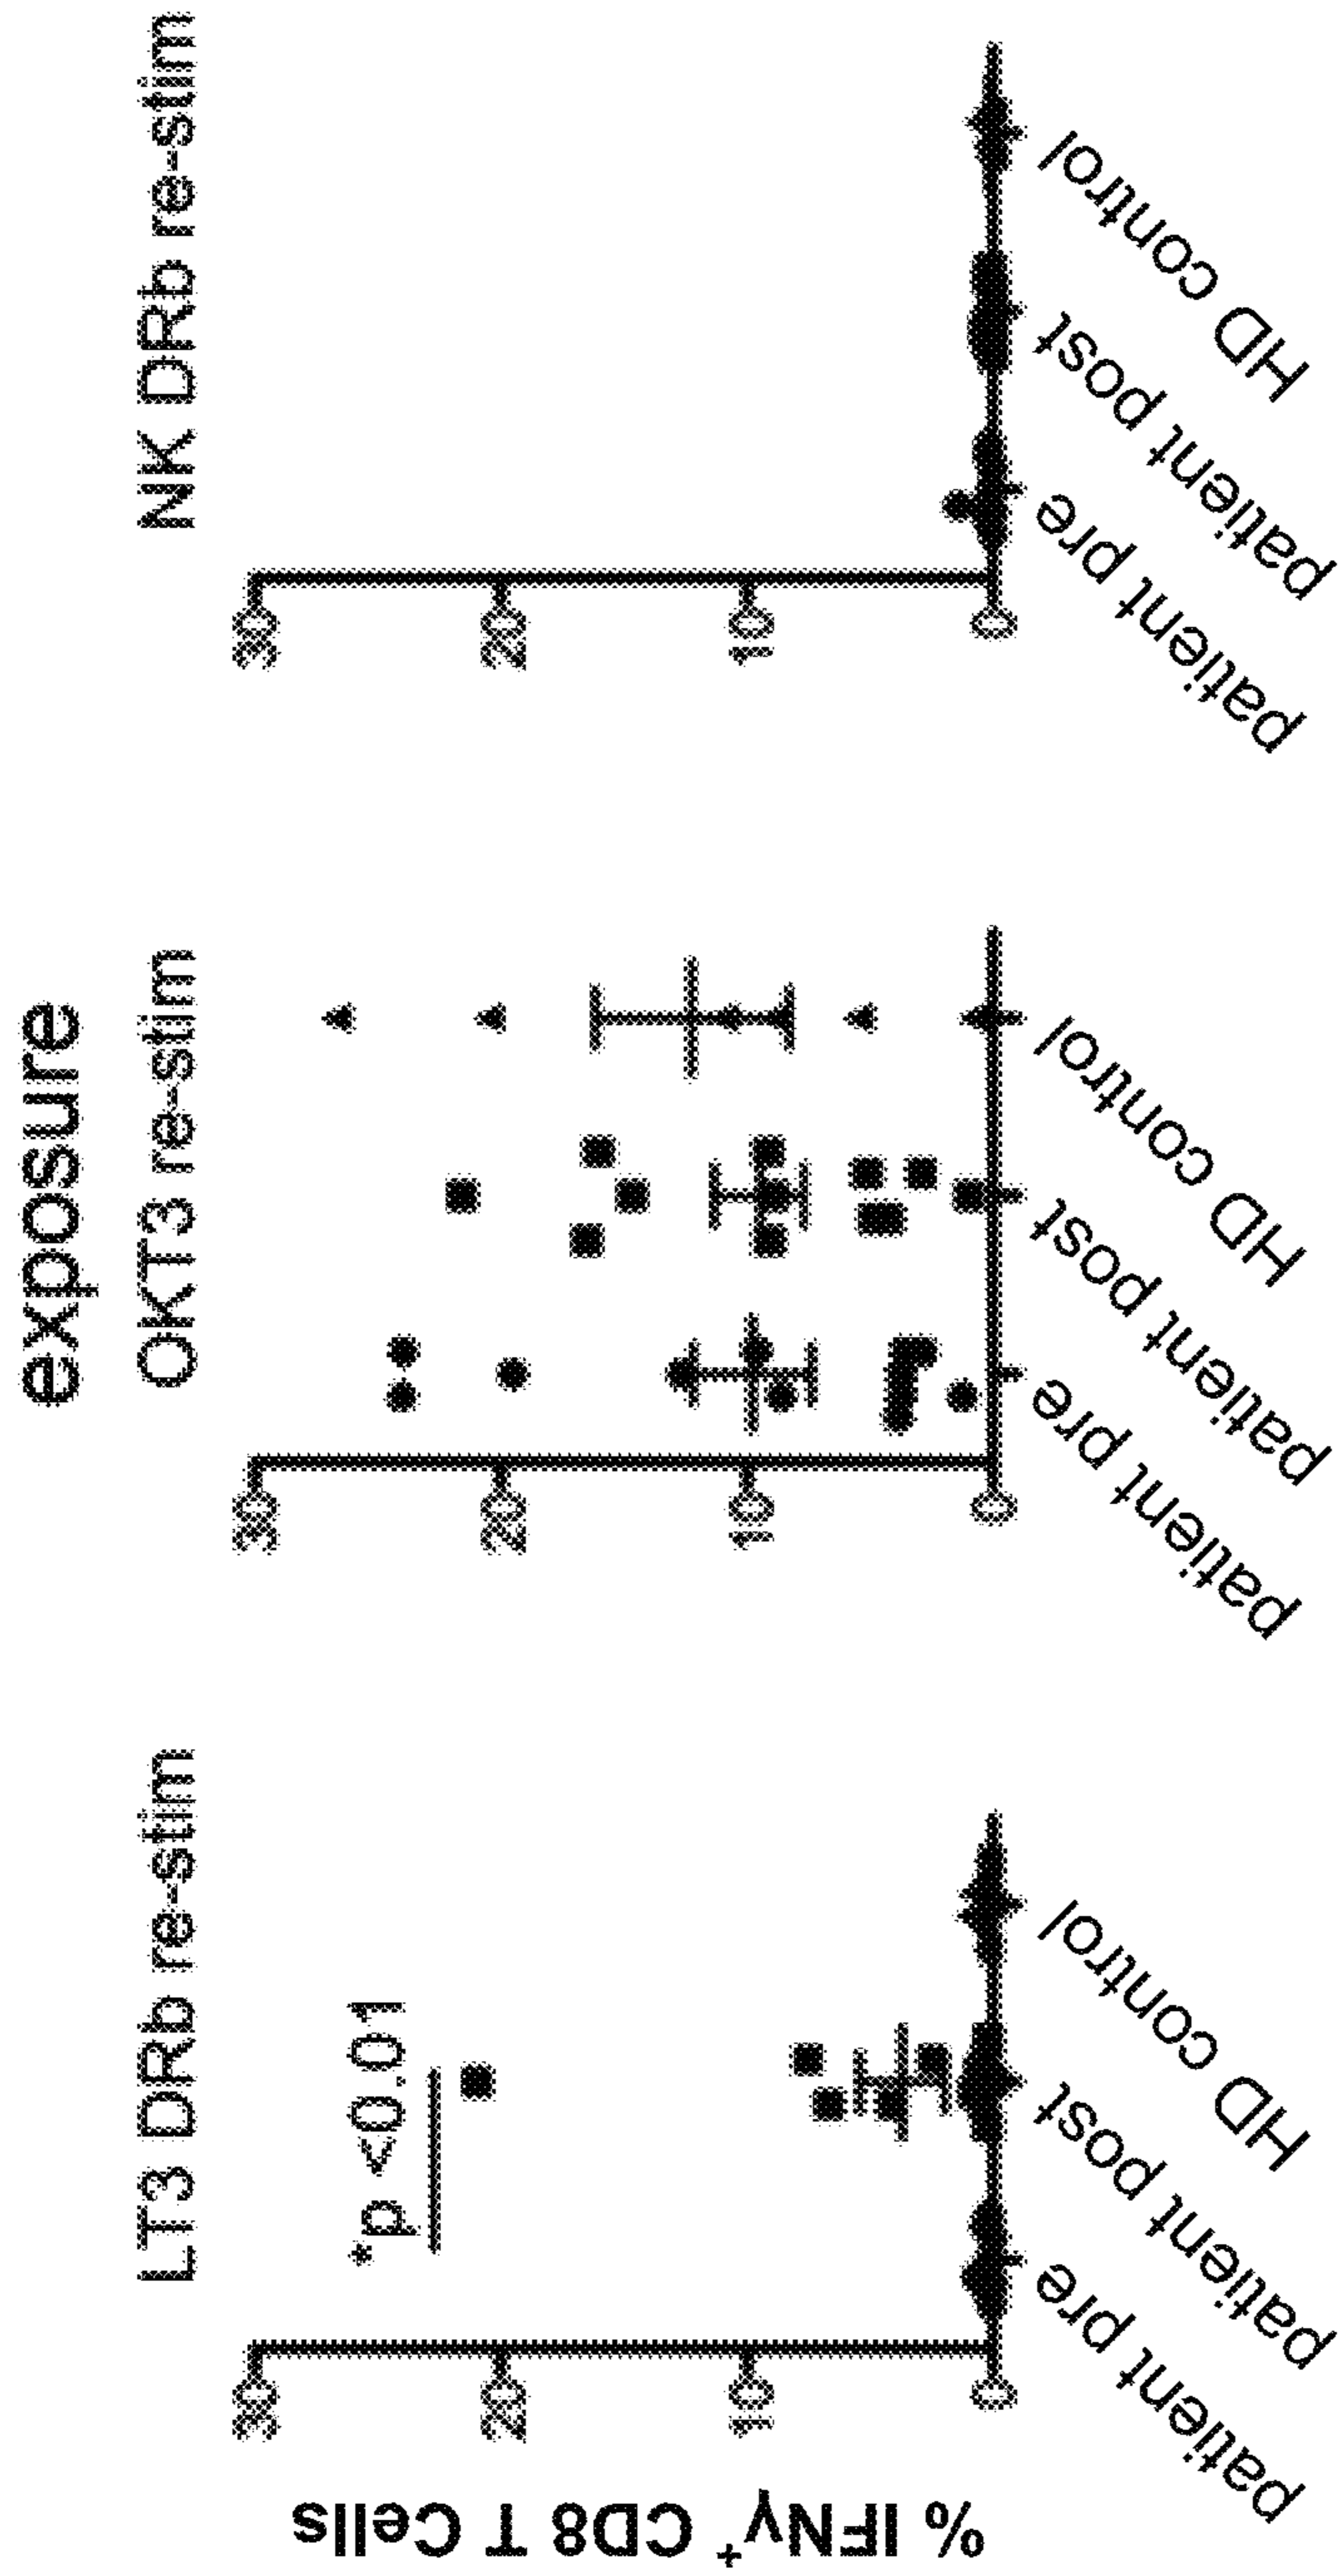 exposure
LT3 DRb re-stim
OKT3 re-stim
NK DRb re-stim
% IFNγ⁺ CD8 T Cells
30
20
10
0
*p <0.01
patient pre
patient post
HD control
30
20
10
0
patient pre
patient post
HD control
30
20
10
0
patient pre
patient post
HD control